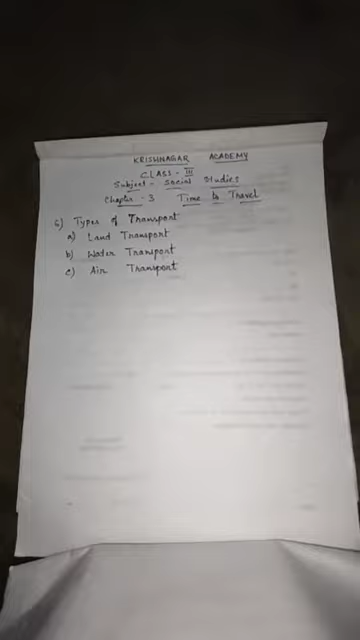 KRISHNAGAR ACADEMY
CLASS - III
Subject - Social Studies
Chapter - 3 Time to Travel
6) Types of Transport
a) Land Transport
b) Water Transport
c) Air Transport